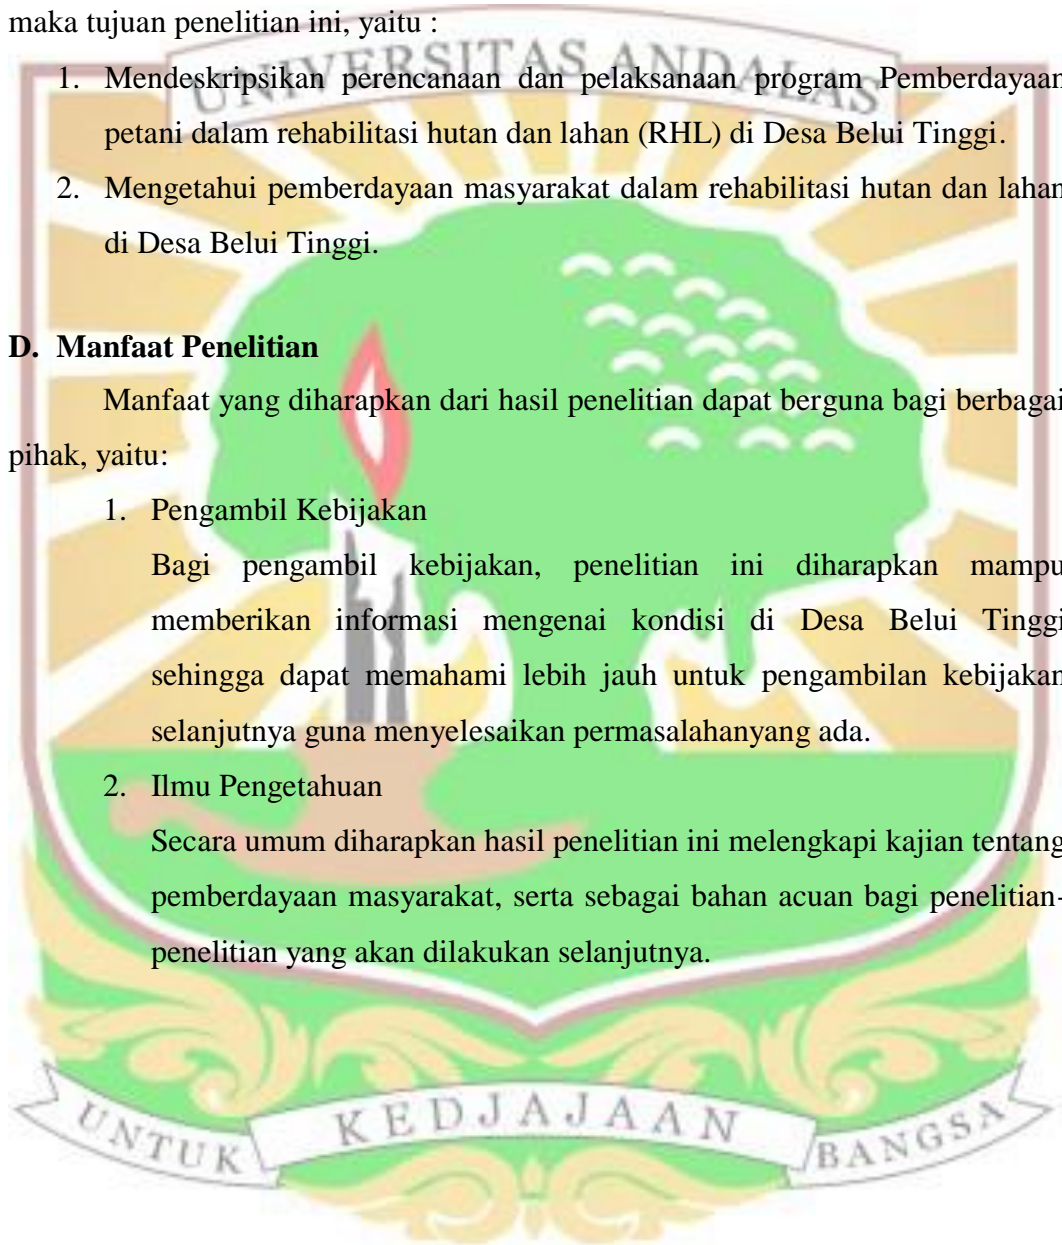 maka tujuan penelitian ini, yaitu :
UNIVERSITAS ANDALAS
1. Mendeskripsikan perencanaan dan pelaksanaan program Pemberdayaan
petani dalam rehabilitasi hutan dan lahan (RHL) di Desa Belui Tinggi.
2. Mengetahui pemberdayaan masyarakat dalam rehabilitasi hutan dan lahan
di Desa Belui Tinggi.
D. Manfaat Penelitian
Manfaat yang diharapkan dari hasil penelitian dapat berguna bagi berbagai
pihak, yaitu:
1. Pengambil Kebijakan
Bagi pengambil kebijakan, penelitian ini diharapkan mampu
memberikan informasi mengenai kondisi di Desa Belui Tinggi
sehingga dapat memahami lebih jauh untuk pengambilan kebijakan
selanjutnya guna menyelesaikan permasalahanyang ada.
2. Ilmu Pengetahuan
Secara umum diharapkan hasil penelitian ini melengkapi kajian tentang
pemberdayaan masyarakat, serta sebagai bahan acuan bagi penelitian-
penelitian yang akan dilakukan selanjutnya.
UNTUK KEDJAJAAN BANGSA